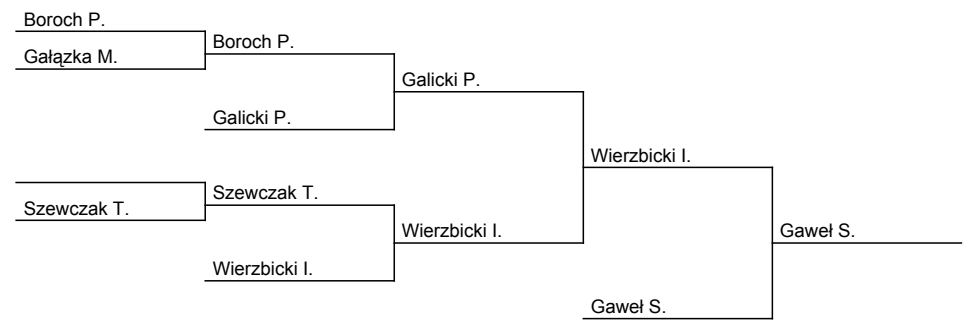 Boroch P.
Gałązka M.
Boroch P.
Galicki P.
Galicki P.
Szewczak T.
Szewczak T.
Wierzbicki I.
Wierzbicki I.
Wierzbicki I.
Gaweł S.
Gaweł S.